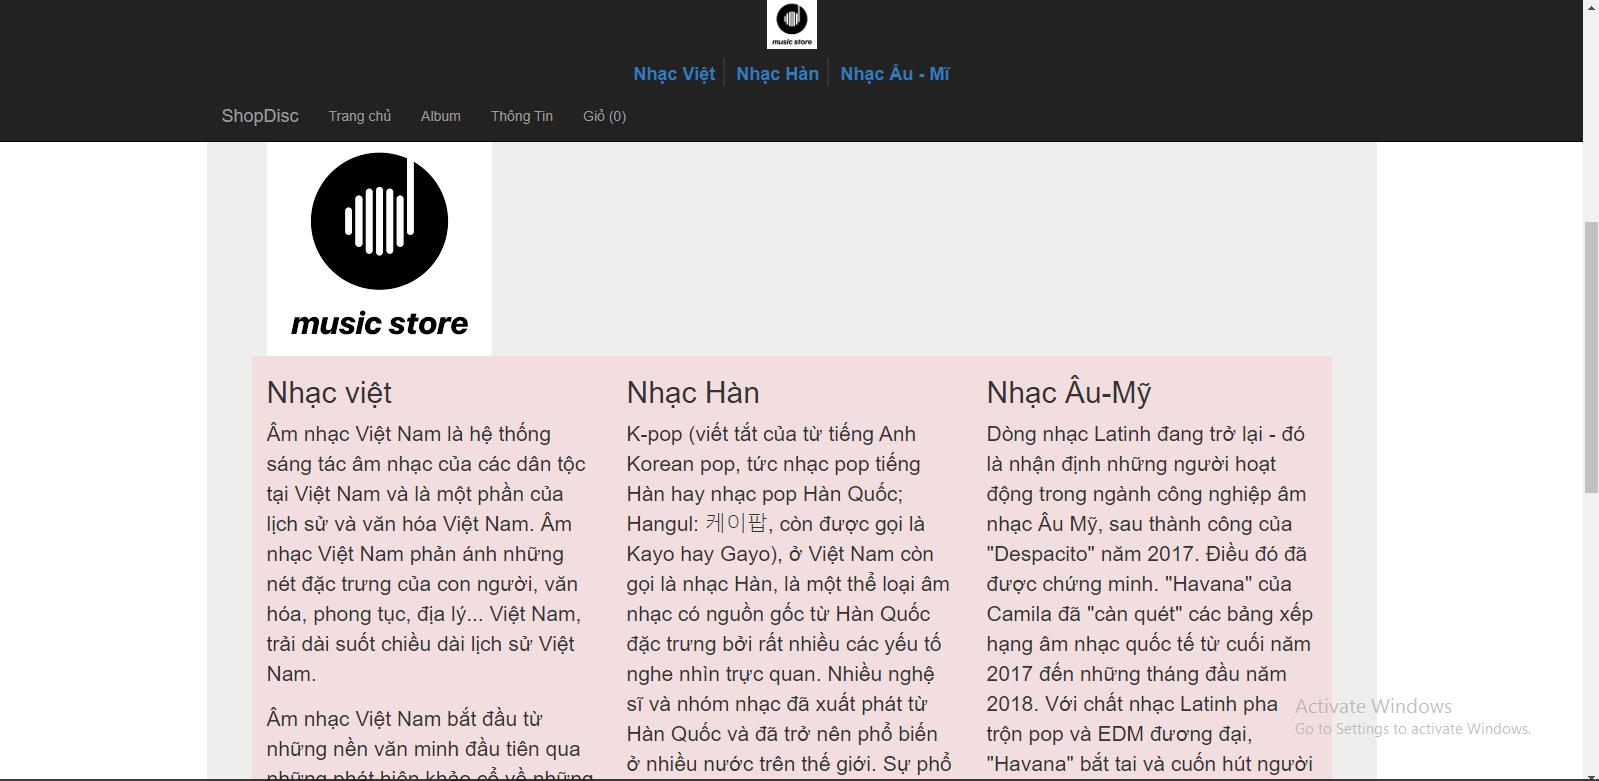 music store
Nhạc Việt Nhạc Hàn Nhạc Âu - Mĩ
ShopDisc Trang chủ Album Thông Tin Giỏ (0)
music store
Nhạc việt
Âm nhạc Việt Nam là hệ thống
sáng tác âm nhạc của các dân tộc
tại Việt Nam và là một phần của
lịch sử và văn hóa Việt Nam. Âm
nhạc Việt Nam phản ánh những
nét đặc trưng của con người, văn
hóa, phong tục, địa lý... Việt Nam,
trải dài suốt chiều dài lịch sử Việt
Nam.
Âm nhạc Việt Nam bắt đầu từ
những nền văn minh đầu tiên qua
những phát hiện khảo cổ về những
Nhạc Hàn
K-pop (viết tắt của từ tiếng Anh
Korean pop, tức nhạc pop tiếng
Hàn hay nhạc pop Hàn Quốc;
Hangul: 케이팝, còn được gọi là
Kayo hay Gayo), ở Việt Nam còn
gọi là nhạc Hàn, là một thể loại âm
nhạc có nguồn gốc từ Hàn Quốc
đặc trưng bởi rất nhiều các yếu tố
nghe nhìn trực quan. Nhiều nghệ
sĩ và nhóm nhạc đã xuất phát từ
Hàn Quốc và đã trở nên phổ biến
ở nhiều nước trên thế giới. Sự phổ
Nhạc Âu-Mỹ
Dòng nhạc Latinh đang trở lại - đó
là nhận định những người hoạt
động trong ngành công nghiệp âm
nhạc Âu Mỹ, sau thành công của
"Despacito" năm 2017. Điều đó đã
được chứng minh. "Havana" của
Camila đã "càn quét" các bảng xếp
hạng âm nhạc quốc tế từ cuối năm
2017 đến những tháng đầu năm
2018. Với chất nhạc Latinh pha
trộn pop và EDM đương đại,
"Havana" bắt tai và cuốn hút người
Activate Windows
Go to Settings to activate Windows.